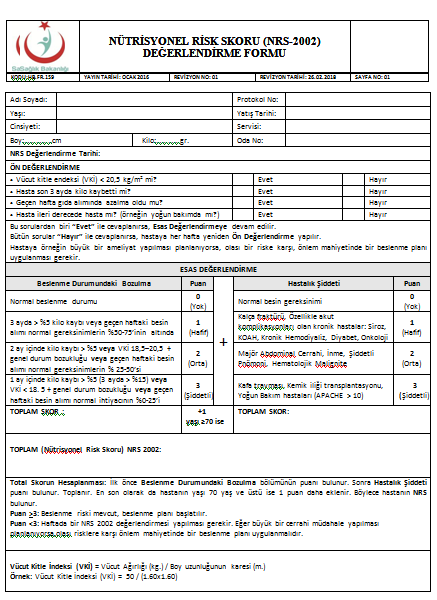 NÜTRİSYONEL RİSK SKORU (NRS-2002)
DEĞERLENDİRME FORMU
KODU: HB.FR.159 YAYIN TARİHİ: OCAK 2016 REVİZYON NO: 01 REVİZYON TARİHİ: 26.02.2018 SAYFA NO: 01
Adı Soyadı: Protokol No:
Yaşı: Yatış Tarihi:
Cinsiyeti: Servisi:
Boy:..........cm Kilo:..........gr. Oda No:
NRS Değerlendirme Tarihi:
ÖN DEĞERLENDİRME
• Vücut kitle endeksi (VKİ) < 20,5 kg/m² mi? Evet Hayır
• Hasta son 3 ayda kilo kaybetti mi? Evet Hayır
• Geçen hafta gıda alımında azalma oldu mu? Evet Hayır
• Hasta ileri derecede hasta mı? (örneğin yoğun bakımda mı?) Evet Hayır
Bu sorulardan biri "Evet" ile cevaplanırsa, Esas Değerlendirmeye devam edilir.
Bütün sorular "Hayır" ile cevaplanırsa, hastaya her hafta yeniden Ön Değerlendirme yapılır.
Hastaya örneğin büyük bir ameliyat yapılması planlanıyorsa, olası bir riske karşı, önlem mahiyetinde bir beslenme planı
uygulanması gerekir.
ESAS DEĞERLENDİRME
Beslenme Durumundaki Bozulma Puan + Hastalık Şiddeti Puan
Normal beslenme durumu 0 (Yok) Normal besin gereksinimi 0 (Yok)
3 ayda > %5 kilo kaybı veya geçen haftaki besin
alımı normal gereksinimlerin %50-75'inin altında 1 (Hafif)
Kalça fraktürü, Özellikle akut
komplikasyonları olan kronik hastalar: Siroz,
KOAH, Kronik Hemodiyaliz, Diyabet, Onkoloji 1 (Hafif)
2 ay içinde kilo kaybı > %5 veya VKİ 18,5–20,5 +
genel durum bozukluğu veya geçen haftaki besin
alımı normal gereksinimlerin % 25-50'si 2 (Orta)
Majör Abdominal Cerrahi, İnme, Şiddetli
Pnömoni, Hematolojik Malignite 2 (Orta)
1 ay içinde kilo kaybı > %5 (3 ayda > %15) veya
VKİ < 18. 5 + genel durum bozukluğu veya geçen
haftaki besin alımı normal ihtiyacının %0-25'i 3 (Şiddetli)
Kafa travması, Kemik iliği transplantasyonu,
Yoğun Bakım hastaları (APACHE > 10) 3 (Şiddetli)
TOPLAM SKOR : +1
yaş ≥70 ise TOPLAM SKOR:
TOPLAM (Nütrisyonel Risk Skoru) NRS 2002:
Total Skorun Hesaplanması: İlk önce Beslenme Durumundaki Bozulma bölümünün puanı bulunur. Sonra Hastalık Şiddeti
puanı bulunur. Toplanır. En son olarak da hastanın yaşı 70 yaş ve üstü ise 1 puan daha eklenir. Böylece hastanın NRS
bulunur.
Puan ≥3: Beslenme riski mevcut, beslenme planı başlatılır.
Puan <3: Haftada bir NRS 2002 değerlendirmesi yapılması gerekir. Eğer büyük bir cerrahi müdahale yapılması
planlanıyorsa, risklere karşı önlem mahiyetinde bir beslenme planı uygulanmalıdır.
Vücut Kitle İndeksi (VKİ) = Vücut Ağırlığı (kg.) / Boy uzunluğunun karesi (m.)
Örnek: Vücut Kitle İndeksi (VKİ) = 50 / (1.60x1.60)